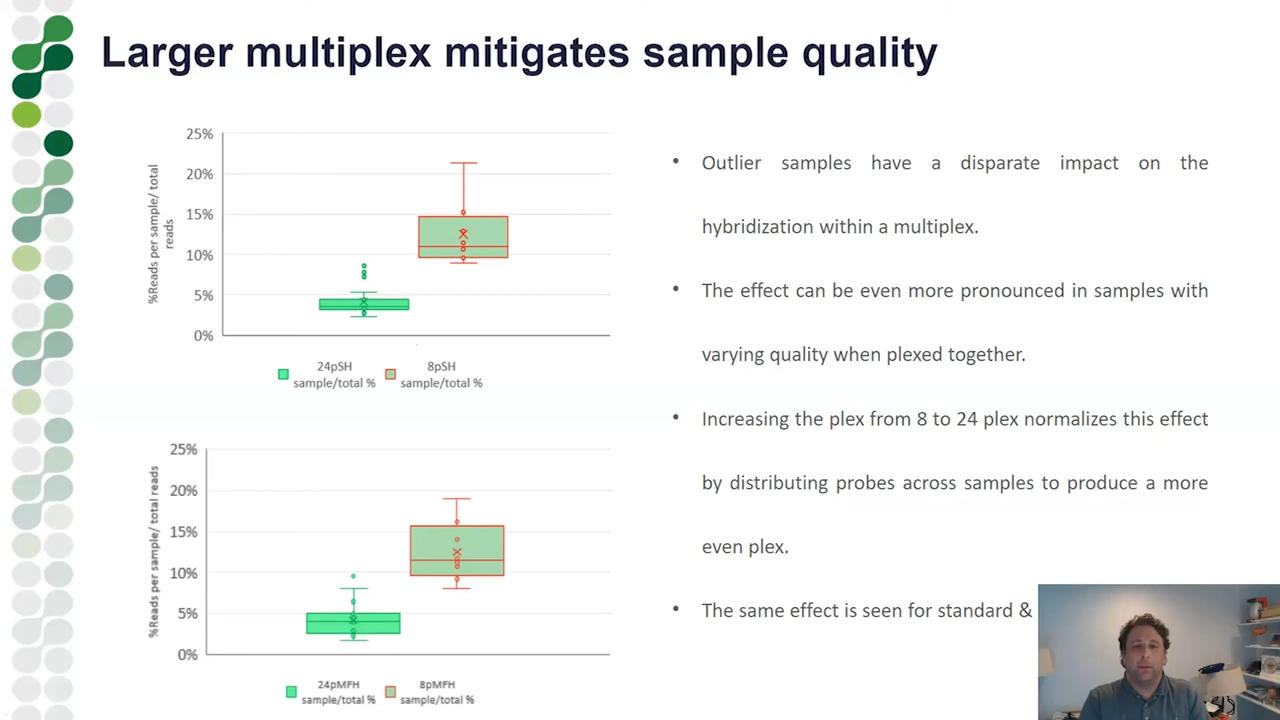 Larger multiplex mitigates sample quality
25%
20%
15%
10%
5%
0%
%Reads per sample/ total
reads
24pSH
sample/total %
8pSH
sample/total %
25%
20%
15%
10%
5%
0%
%Reads per sample/ total reads
24pMFH
sample/total %
8pMFH
sample/total %
• Outlier samples have a disparate impact on the
hybridization within a multiplex.
• The effect can be even more pronounced in samples with
varying quality when plexed together.
• Increasing the plex from 8 to 24 plex normalizes this effect
by distributing probes across samples to produce a more
even plex.
• The same effect is seen for standard &